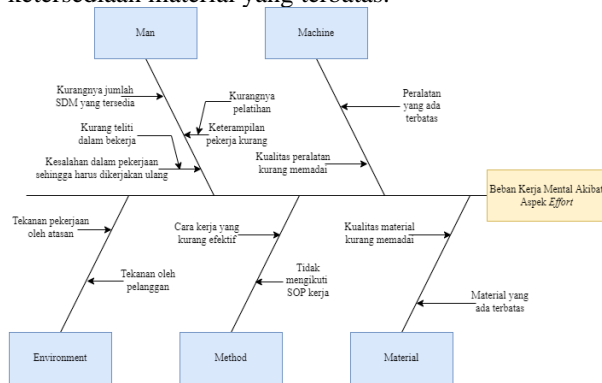 ketersediaan material yang terbatas.
Man
Machine
Kurangnya jumlah
SDM yang tersedia
Kurangnya
pelatihan
Kurang teliti
dalam bekerja
Keterampilan
pekerja kurang
Kesalahan dalam pekerjaan
sehingga harus dikerjakan ulang
Peralatan
yang ada
terbatas
Kualitas peralatan
kurang memadai
Beban Kerja Mental Akibat
Aspek Effort
Tekanan pekerjaan
oleh atasan
Tekanan oleh
pelanggan
Cara kerja yang
kurang efektif
Tidak
mengikuti
SOP kerja
Kualitas material
kurang memadai
Material yang
ada terbatas
Environment
Method
Material